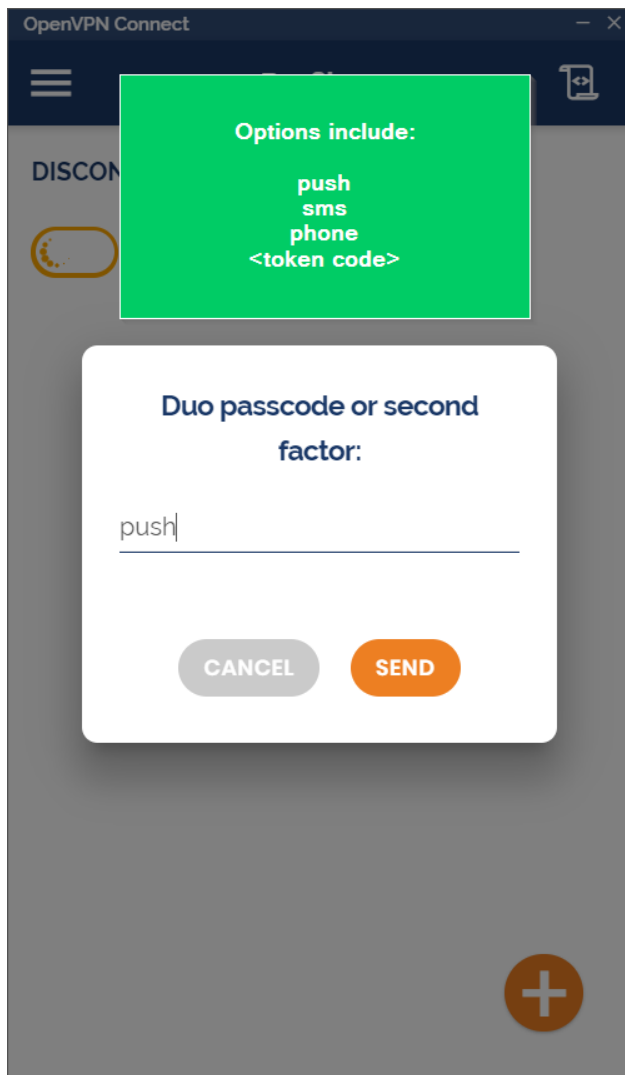 OpenVPN Connect
Options include:
push
sms
phone
<token code>
DISCON
Duo passcode or second
factor:
push
CANCEL
SEND